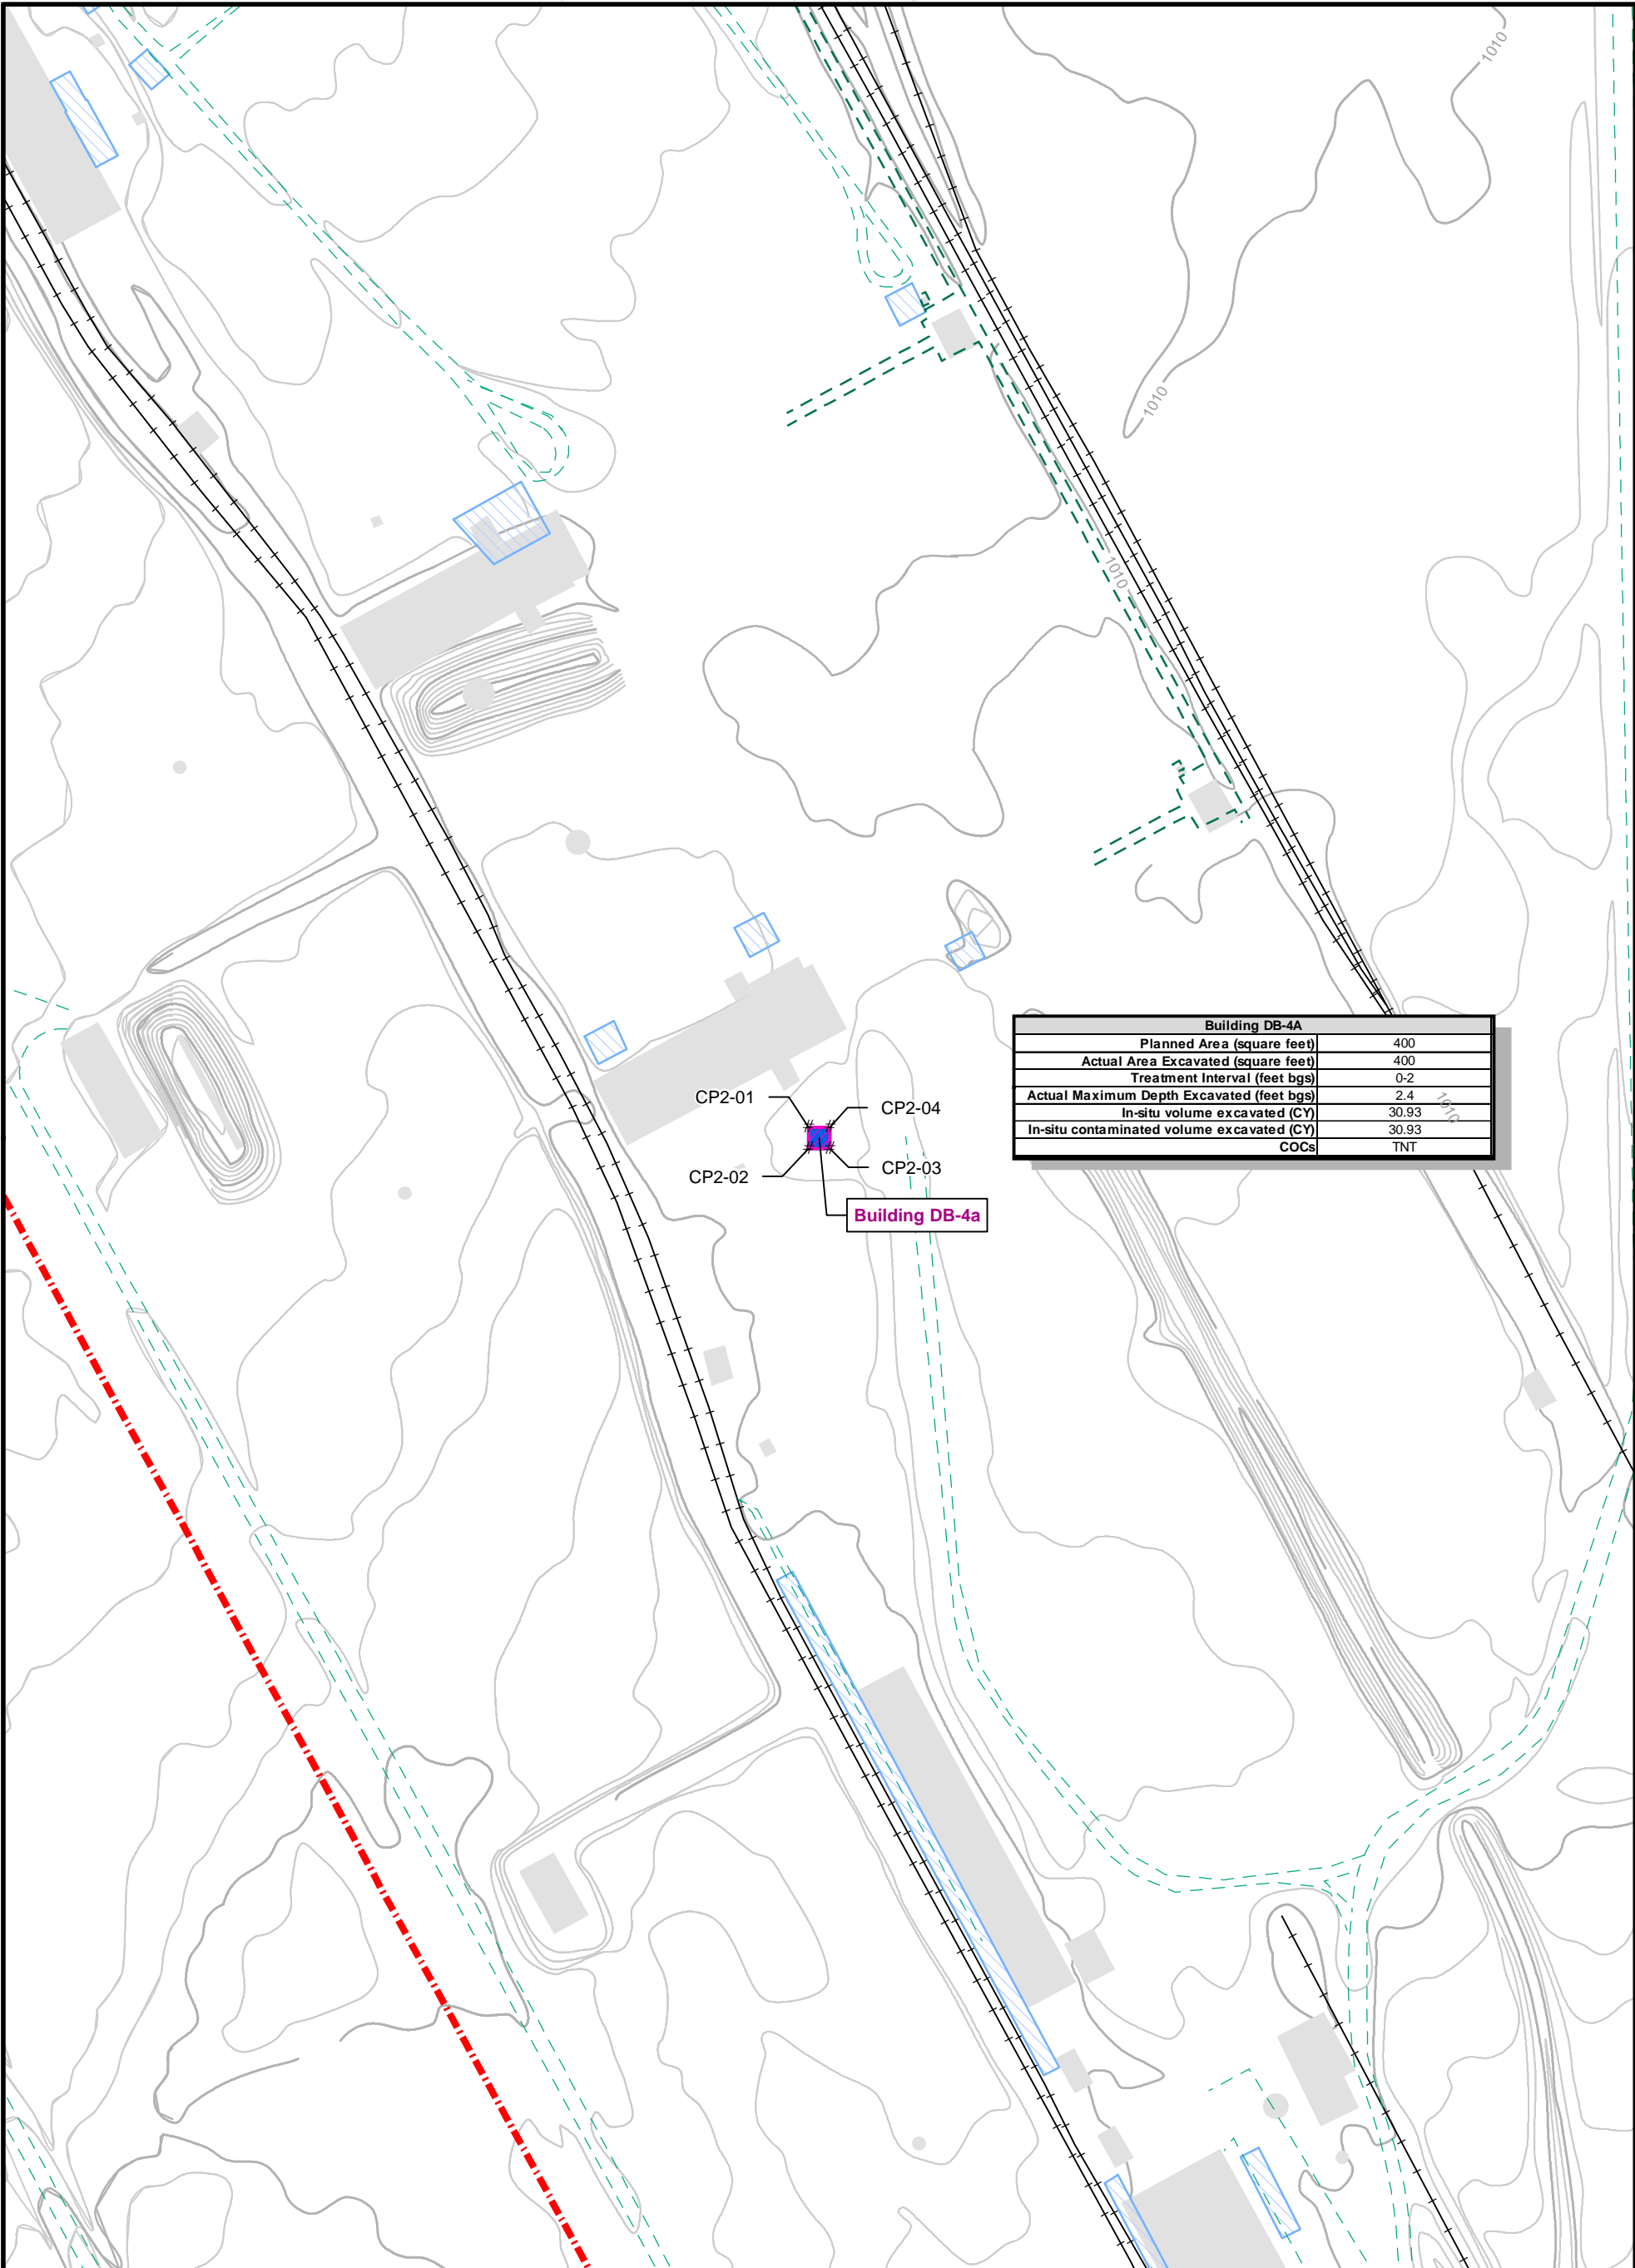 1010
1010
1010
Building DB-4A
Planned Area (square feet) 400
Actual Area Excavated (square feet) 400
Treatment Interval (feet bgs) 0-2
Actual Maximum Depth Excavated (feet bgs) 2.4
In-situ volume excavated (CY) 30.93
In-situ contaminated volume excavated (CY) 30.93
COCs TNT
1010
CP2-01
CP2-04
CP2-03
CP2-02
Building DB-4a